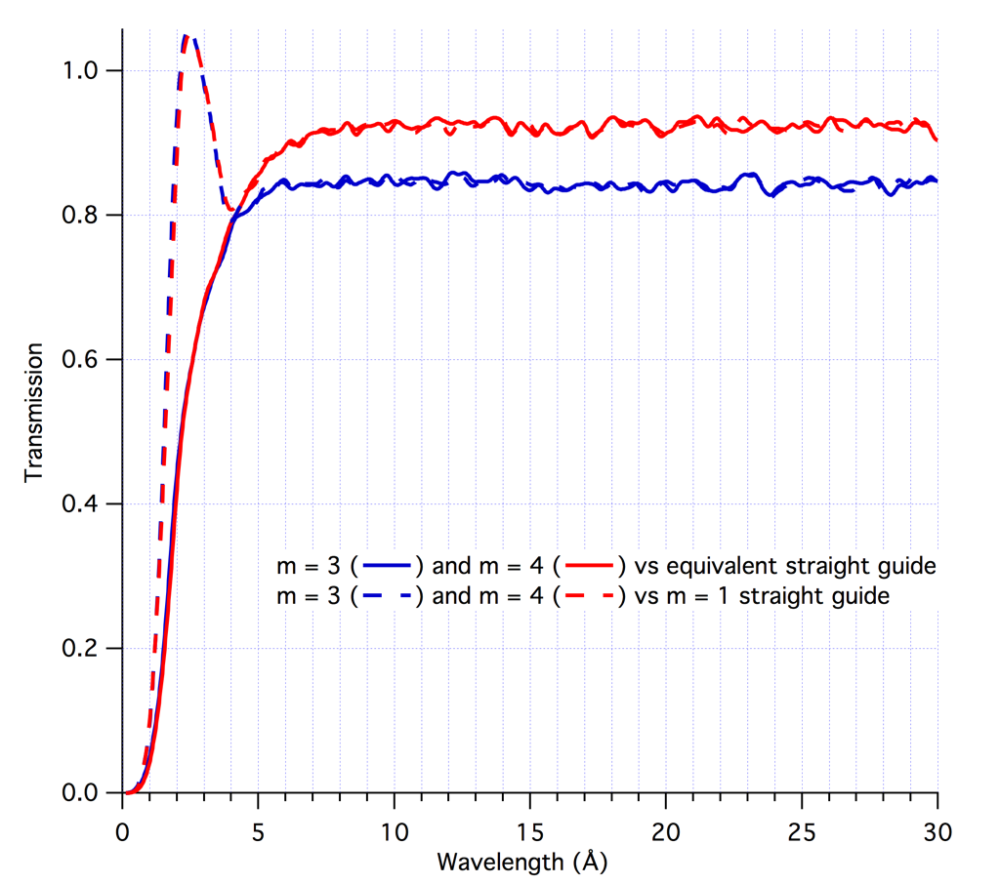 1.0
0.8
0.6
0.4
0.2
0.0
Transmission
m = 3 ( ) and m = 4 ( ) vs equivalent straight guide
m = 3 ( ) and m = 4 ( ) vs m = 1 straight guide
0 5 10 15 20 25 30
Wavelength (Å)